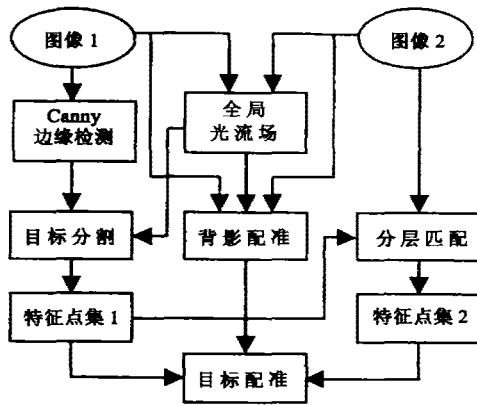 图像 1
图像 2
Canny
边缘检测
全局
光流场
目标分割
背影配准
分层匹配
特征点集 1
特征点集 2
目标配准